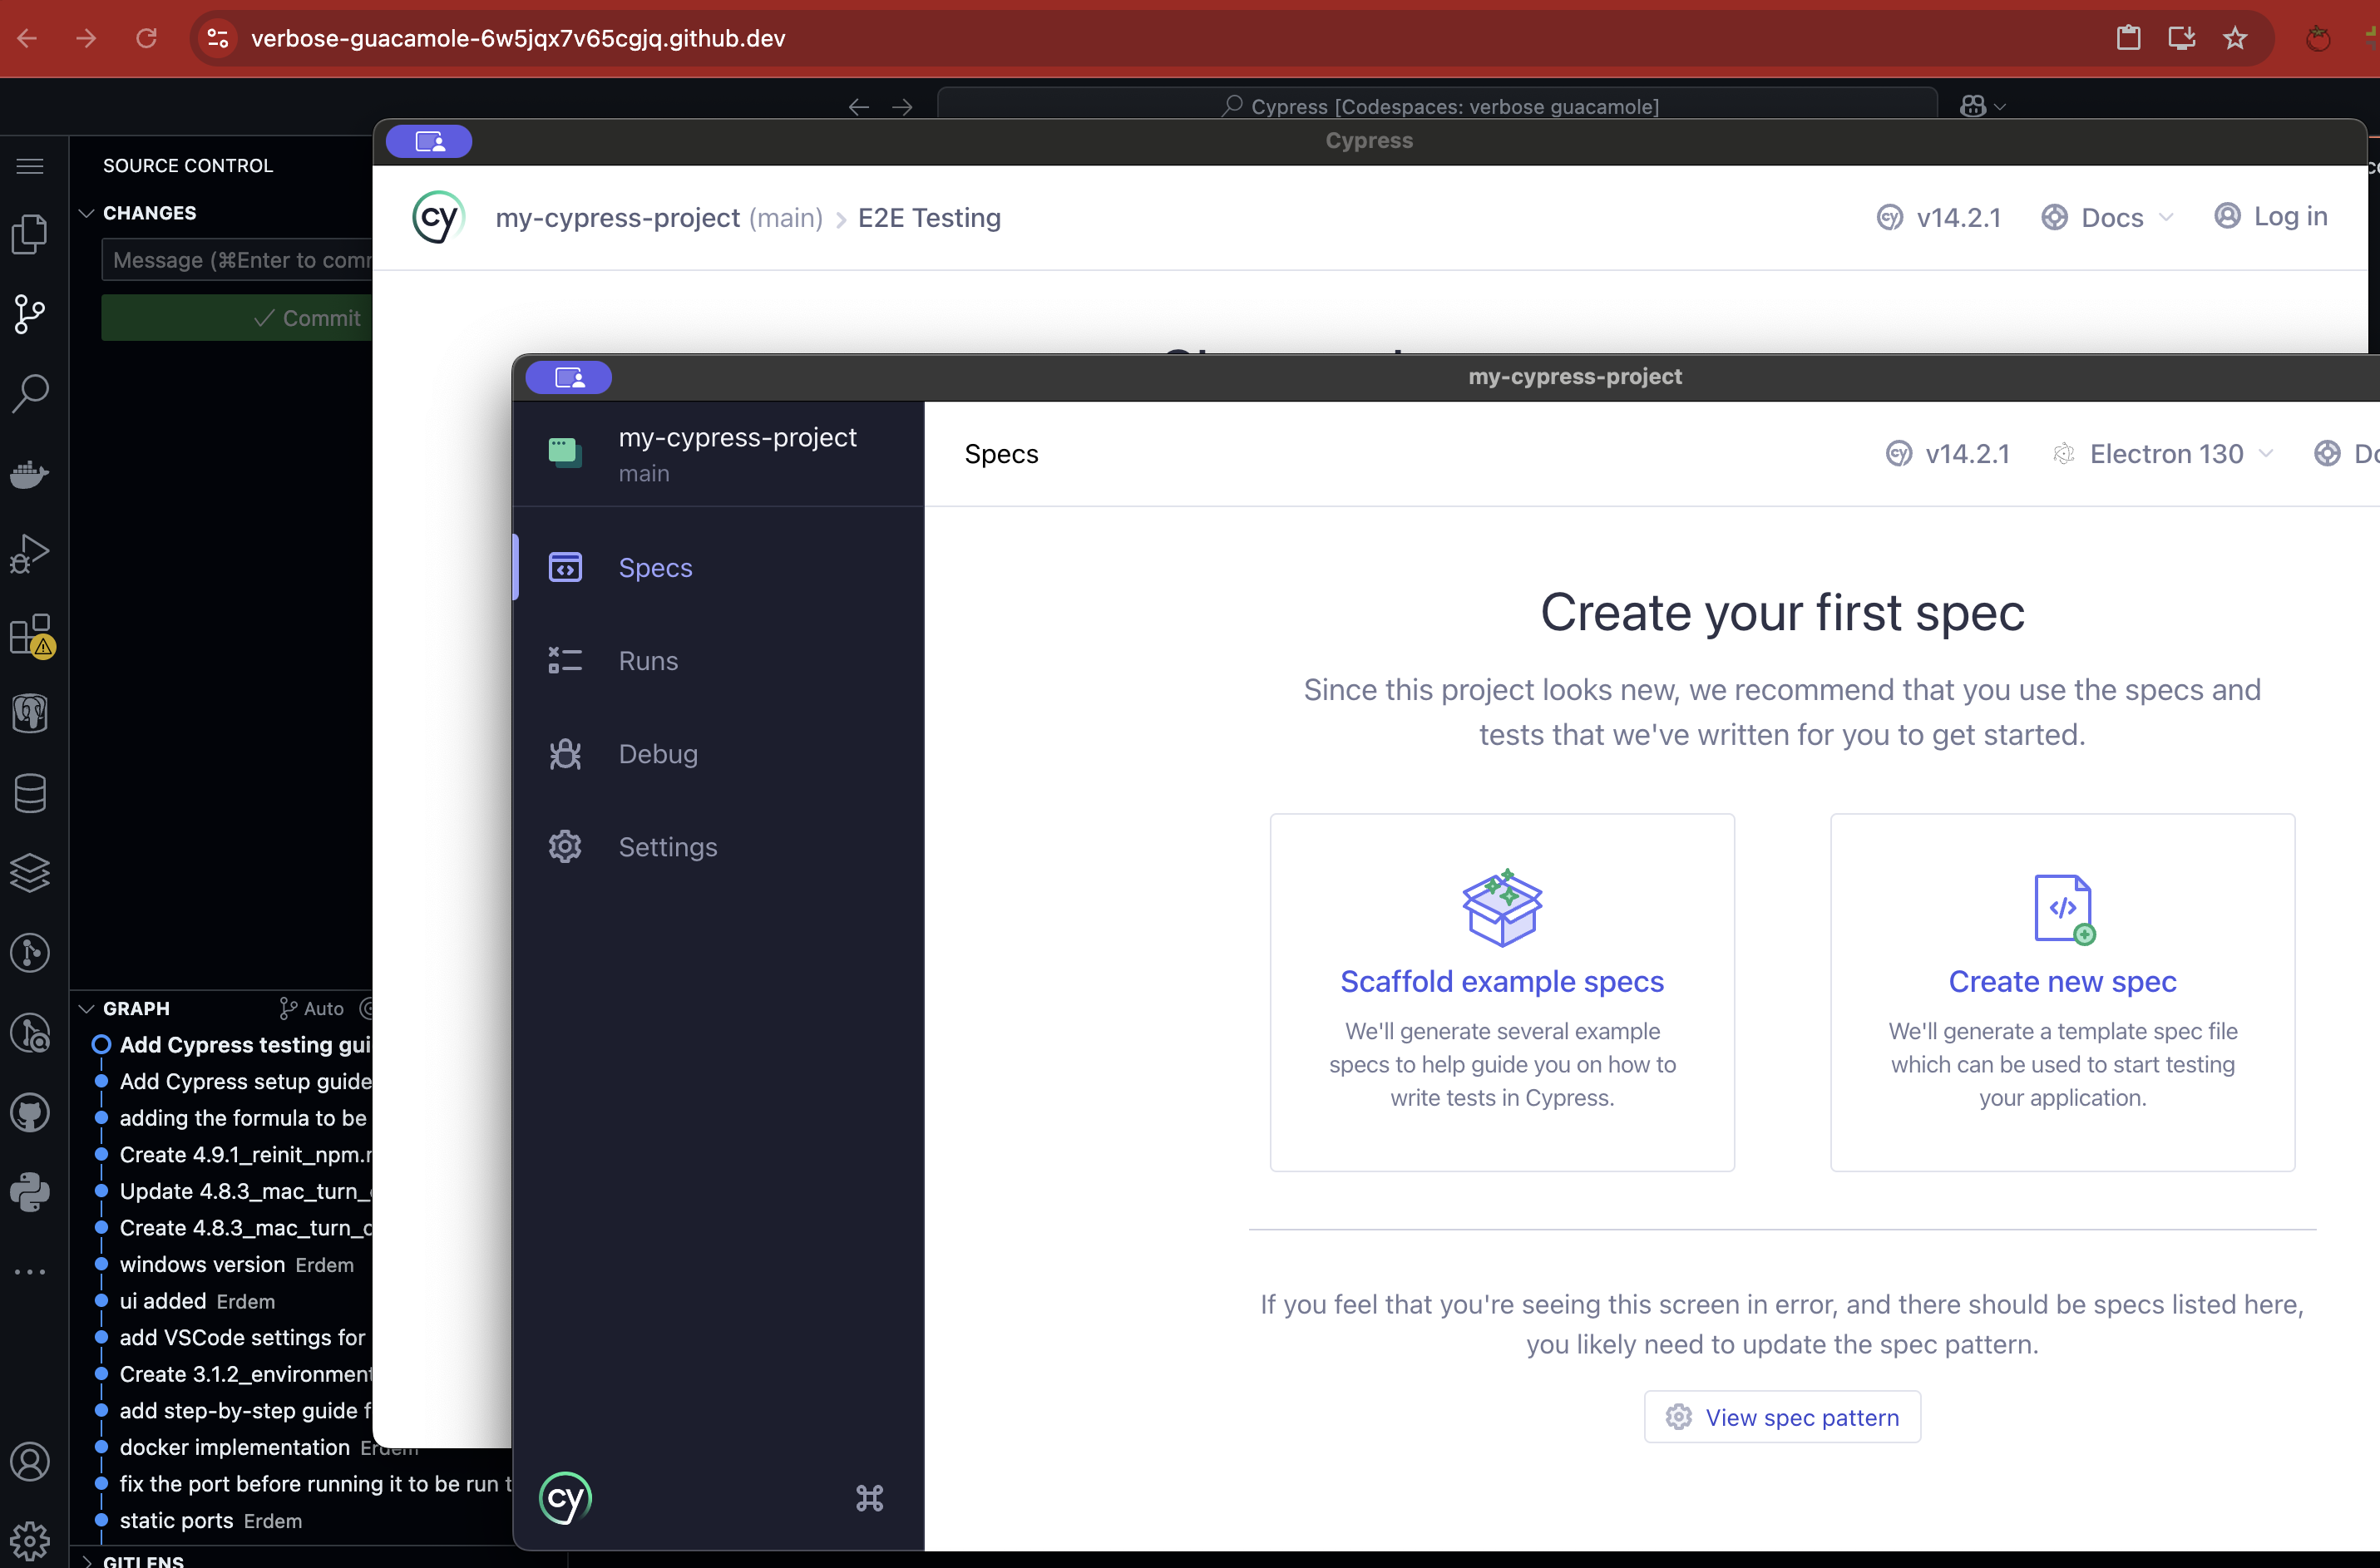 verbose-guacamole-6w5jqx7v65cgjq.github.dev
Cypress [Codespaces: verbose guacamole]
SOURCE CONTROL
CHANGES
Message (⌘Enter to comm
Commit
Cypress
cy
my-cypress-project (main) > E2E Testing
cy v14.2.1
Docs
Log in
my-cypress-project
my-cypress-project
main
Specs
Runs
Debug
Settings
cy
⌘
Specs
cy v14.2.1
Electron 130
Create your first spec
Since this project looks new, we recommend that you use the specs and
tests that we've written for you to get started.
Scaffold example specs
We'll generate several example
specs to help guide you on how to
write tests in Cypress.
Create new spec
We'll generate a template spec file
which can be used to start testing
your application.
If you feel that you're seeing this screen in error, and there should be specs listed here,
you likely need to update the spec pattern.
View spec pattern
GRAPH
Auto
Add Cypress testing gui
Add Cypress setup guide
adding the formula to be
Create 4.9.1_reinit_npm.
Update 4.8.3_mac_turn_
Create 4.8.3_mac_turn_
windows version Erdem
ui added Erdem
add VSCode settings for
Create 3.1.2_environment
add step-by-step guide f
docker implementation Erdem
fix the port before running it to be run t
static ports Erdem
GITLENS